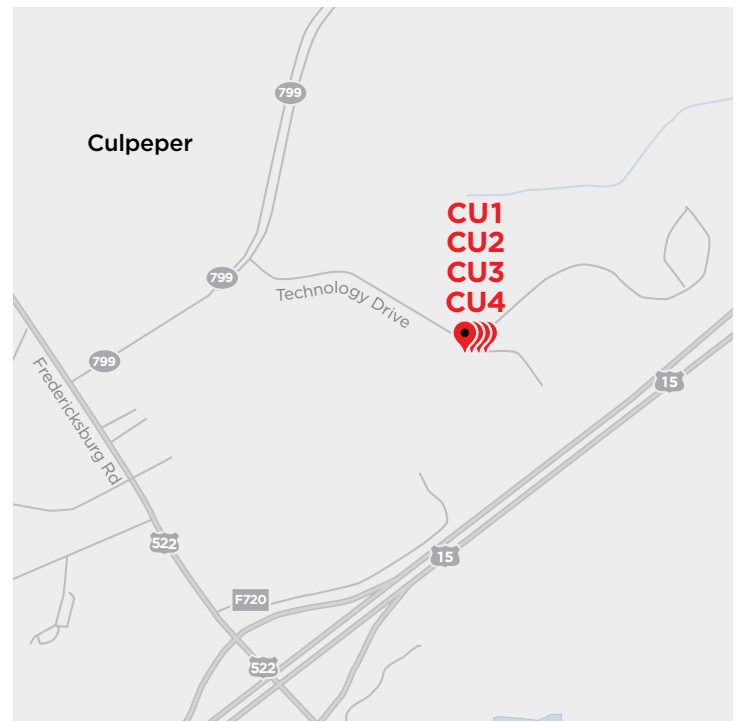 799
Culpeper
CU1
CU2
CU3
CU4
799
Technology Drive
799
Fredericksburg Rd
15
522
15
F720
522